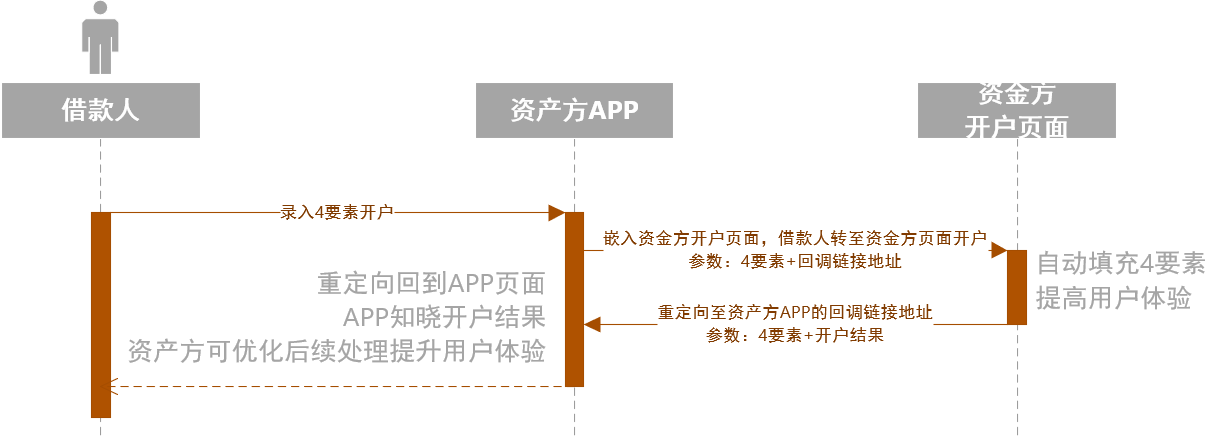 借款人
资产方APP
资金方
开户页面
录入4要素开户
嵌入资金方开户页面，借款人转至资金方页面开户
参数：4要素+回调链接地址
自动填充4要素
提高用户体验
重定向回到APP页面
APP知晓开户结果
资产方可优化后续处理提升用户体验
重定向至资产方APP的回调链接地址
参数：4要素+开户结果